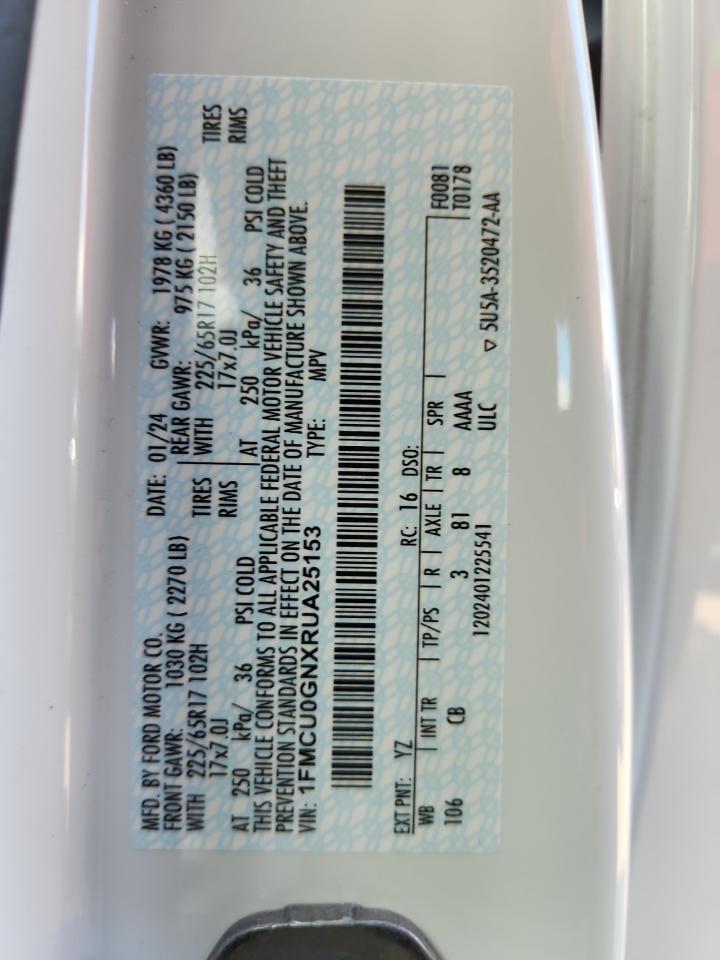 MFD. BY FORD MOTOR CO. DATE: 01/24 GVWR: 1978 KG ( 4360 LB)
FRONT GAWR: 1030 KG ( 2270 LB) REAR GAWR: 975 KG ( 2150 LB)
WITH 225/65R17 102H TIRES WITH 225/65R17 102H TIRES
17x7.0J RIMS 17x7.0J RIMS
AT 250 kPa/ 36 PSI COLD AT 250 kPa/ 36 PSI COLD
THIS VEHICLE CONFORMS TO ALL APPLICABLE FEDERAL MOTOR VEHICLE SAFETY AND THEFT
PREVENTION STANDARDS IN EFFECT ON THE DATE OF MANUFACTURE SHOWN ABOVE.
VIN: 1FMCU0GNXRUA25153 TYPE: MPV
EXT PNT: YZ RC: 16 DSO: F0081
WB INT TR TP/PS R AXLE TR SPR T0178
106 CB 3 81 8 AAAA
1202401225541 ULC ▽ 5U5A-3520472-AA